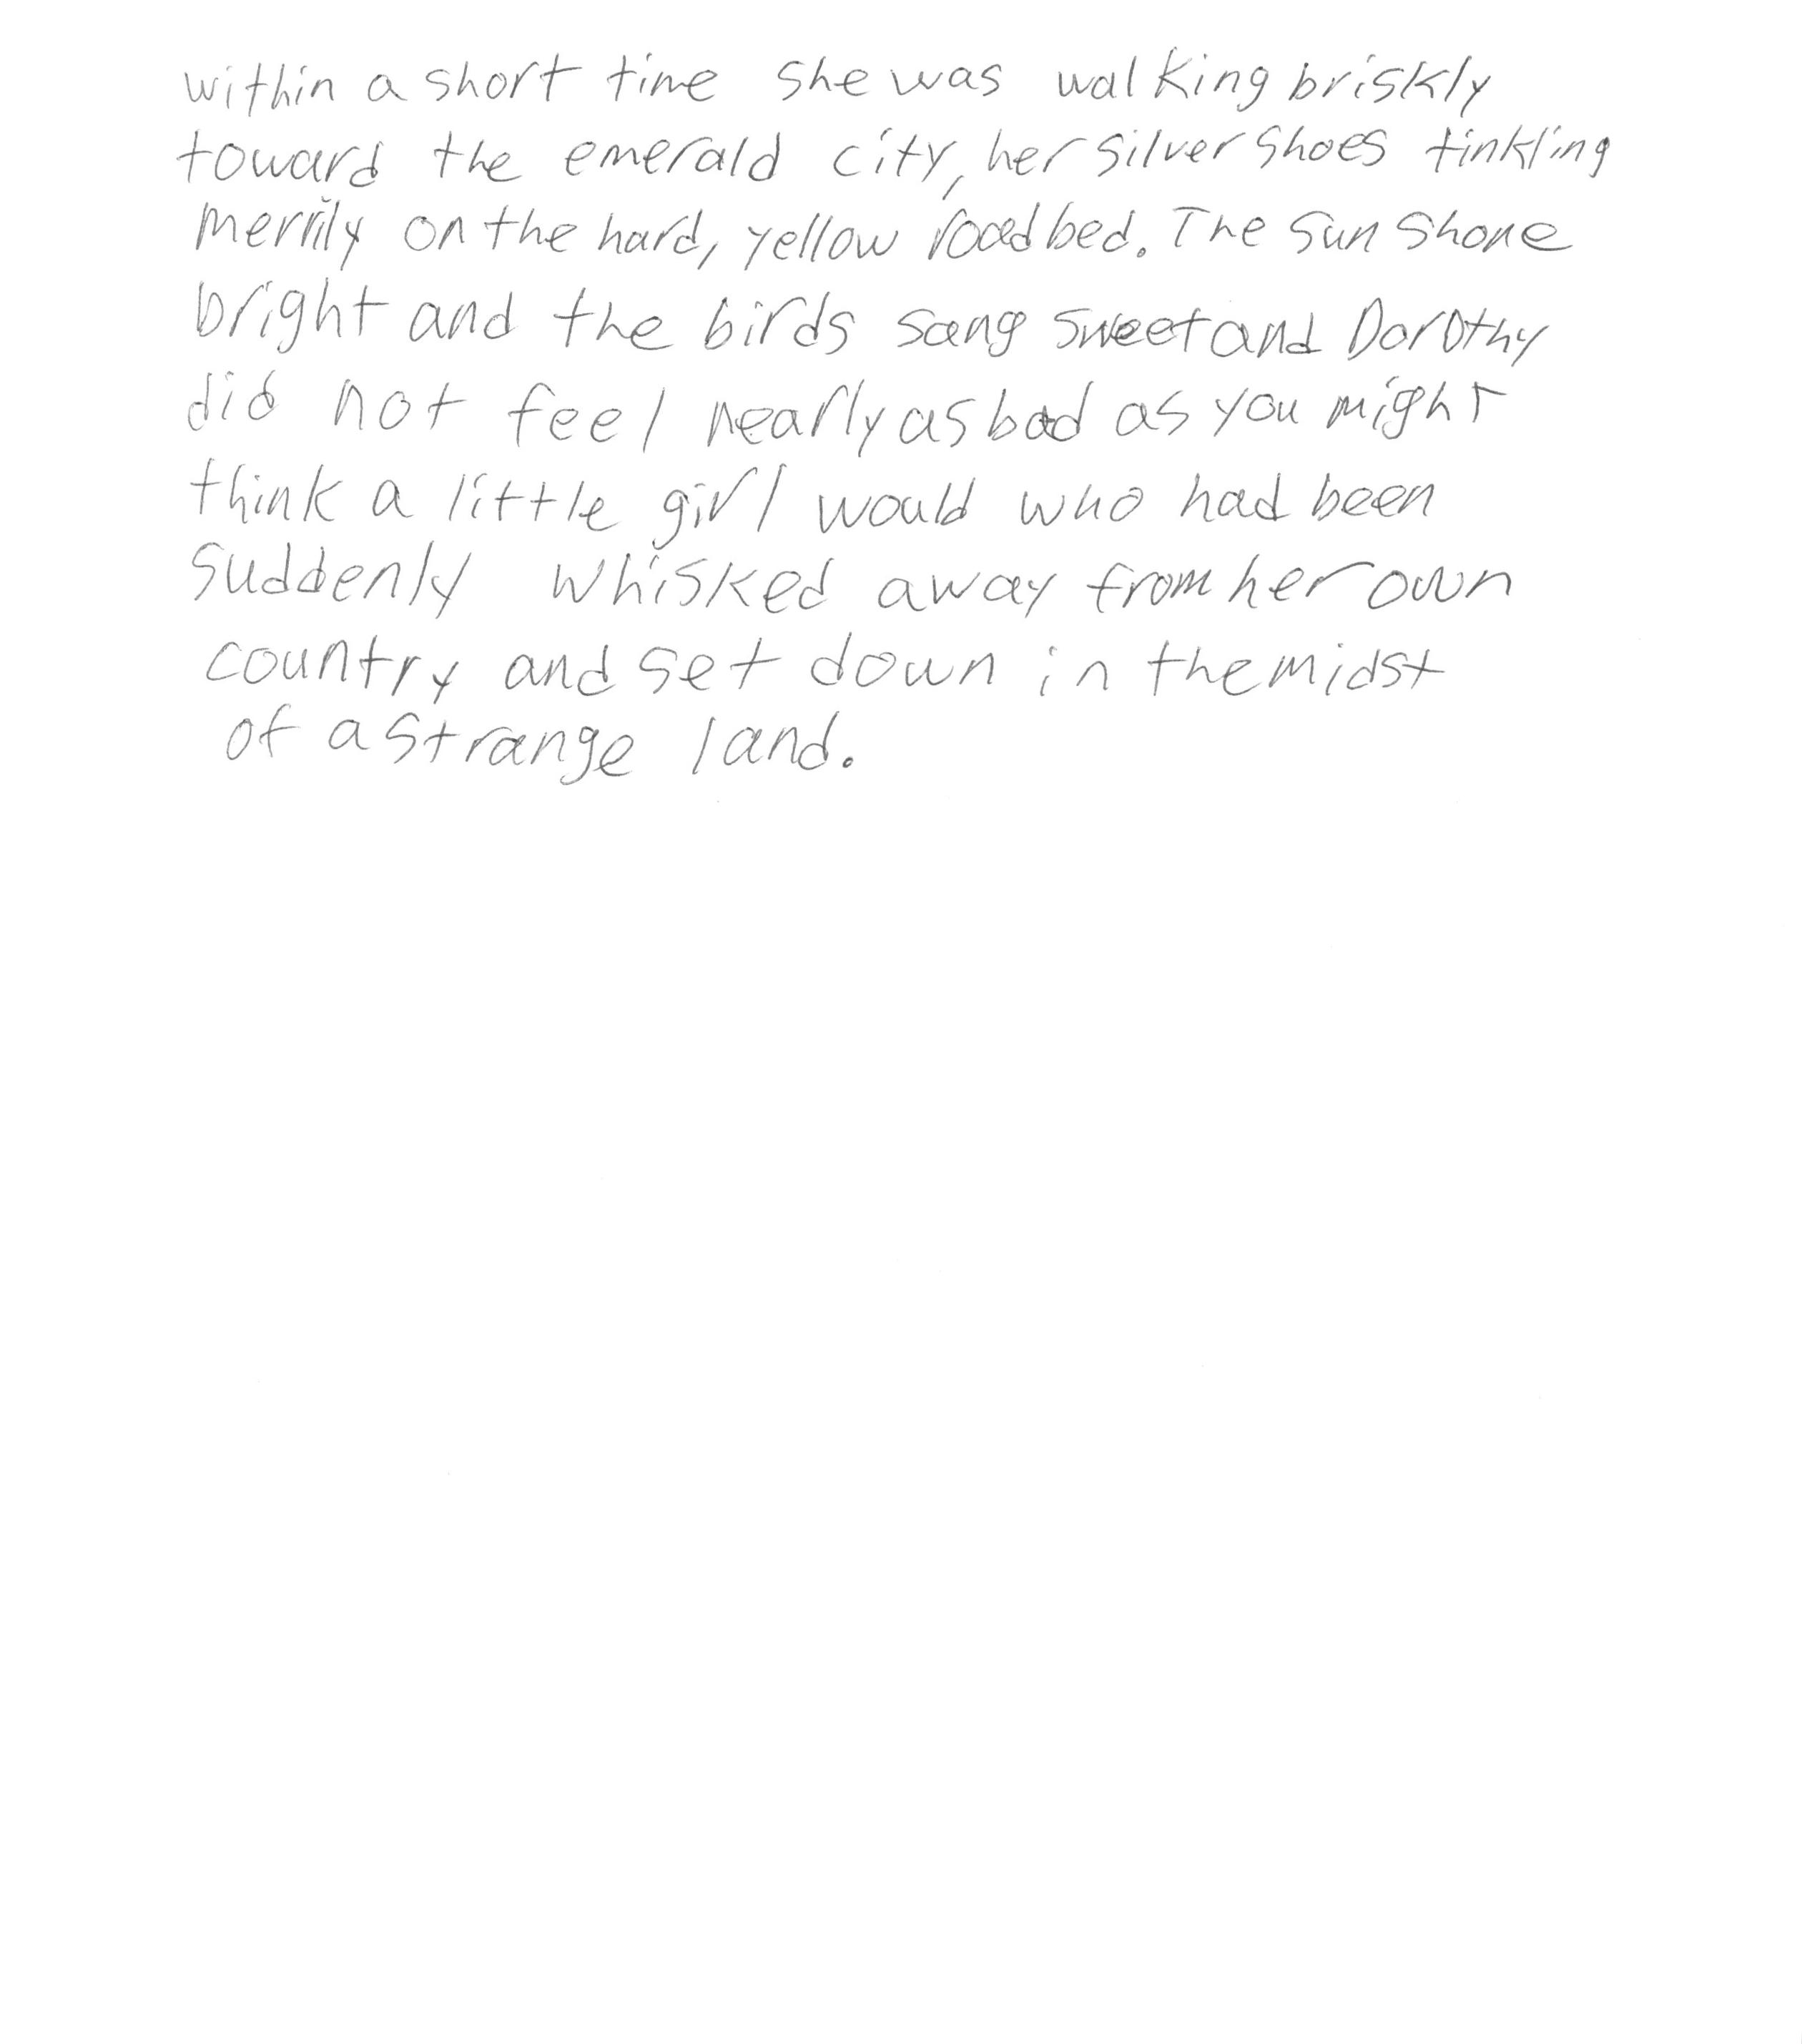 within a short time she was walking briskly
toward the emerald city, her silver shoes tinkling
merrily on the hard, yellow roadbed. The sun shone
bright and the birds sang sweet and Dorothy
did not feel nearly as bad as you might
think a little girl would who had been
suddenly whisked away from her own
country and set down in the midst
of a strange land.